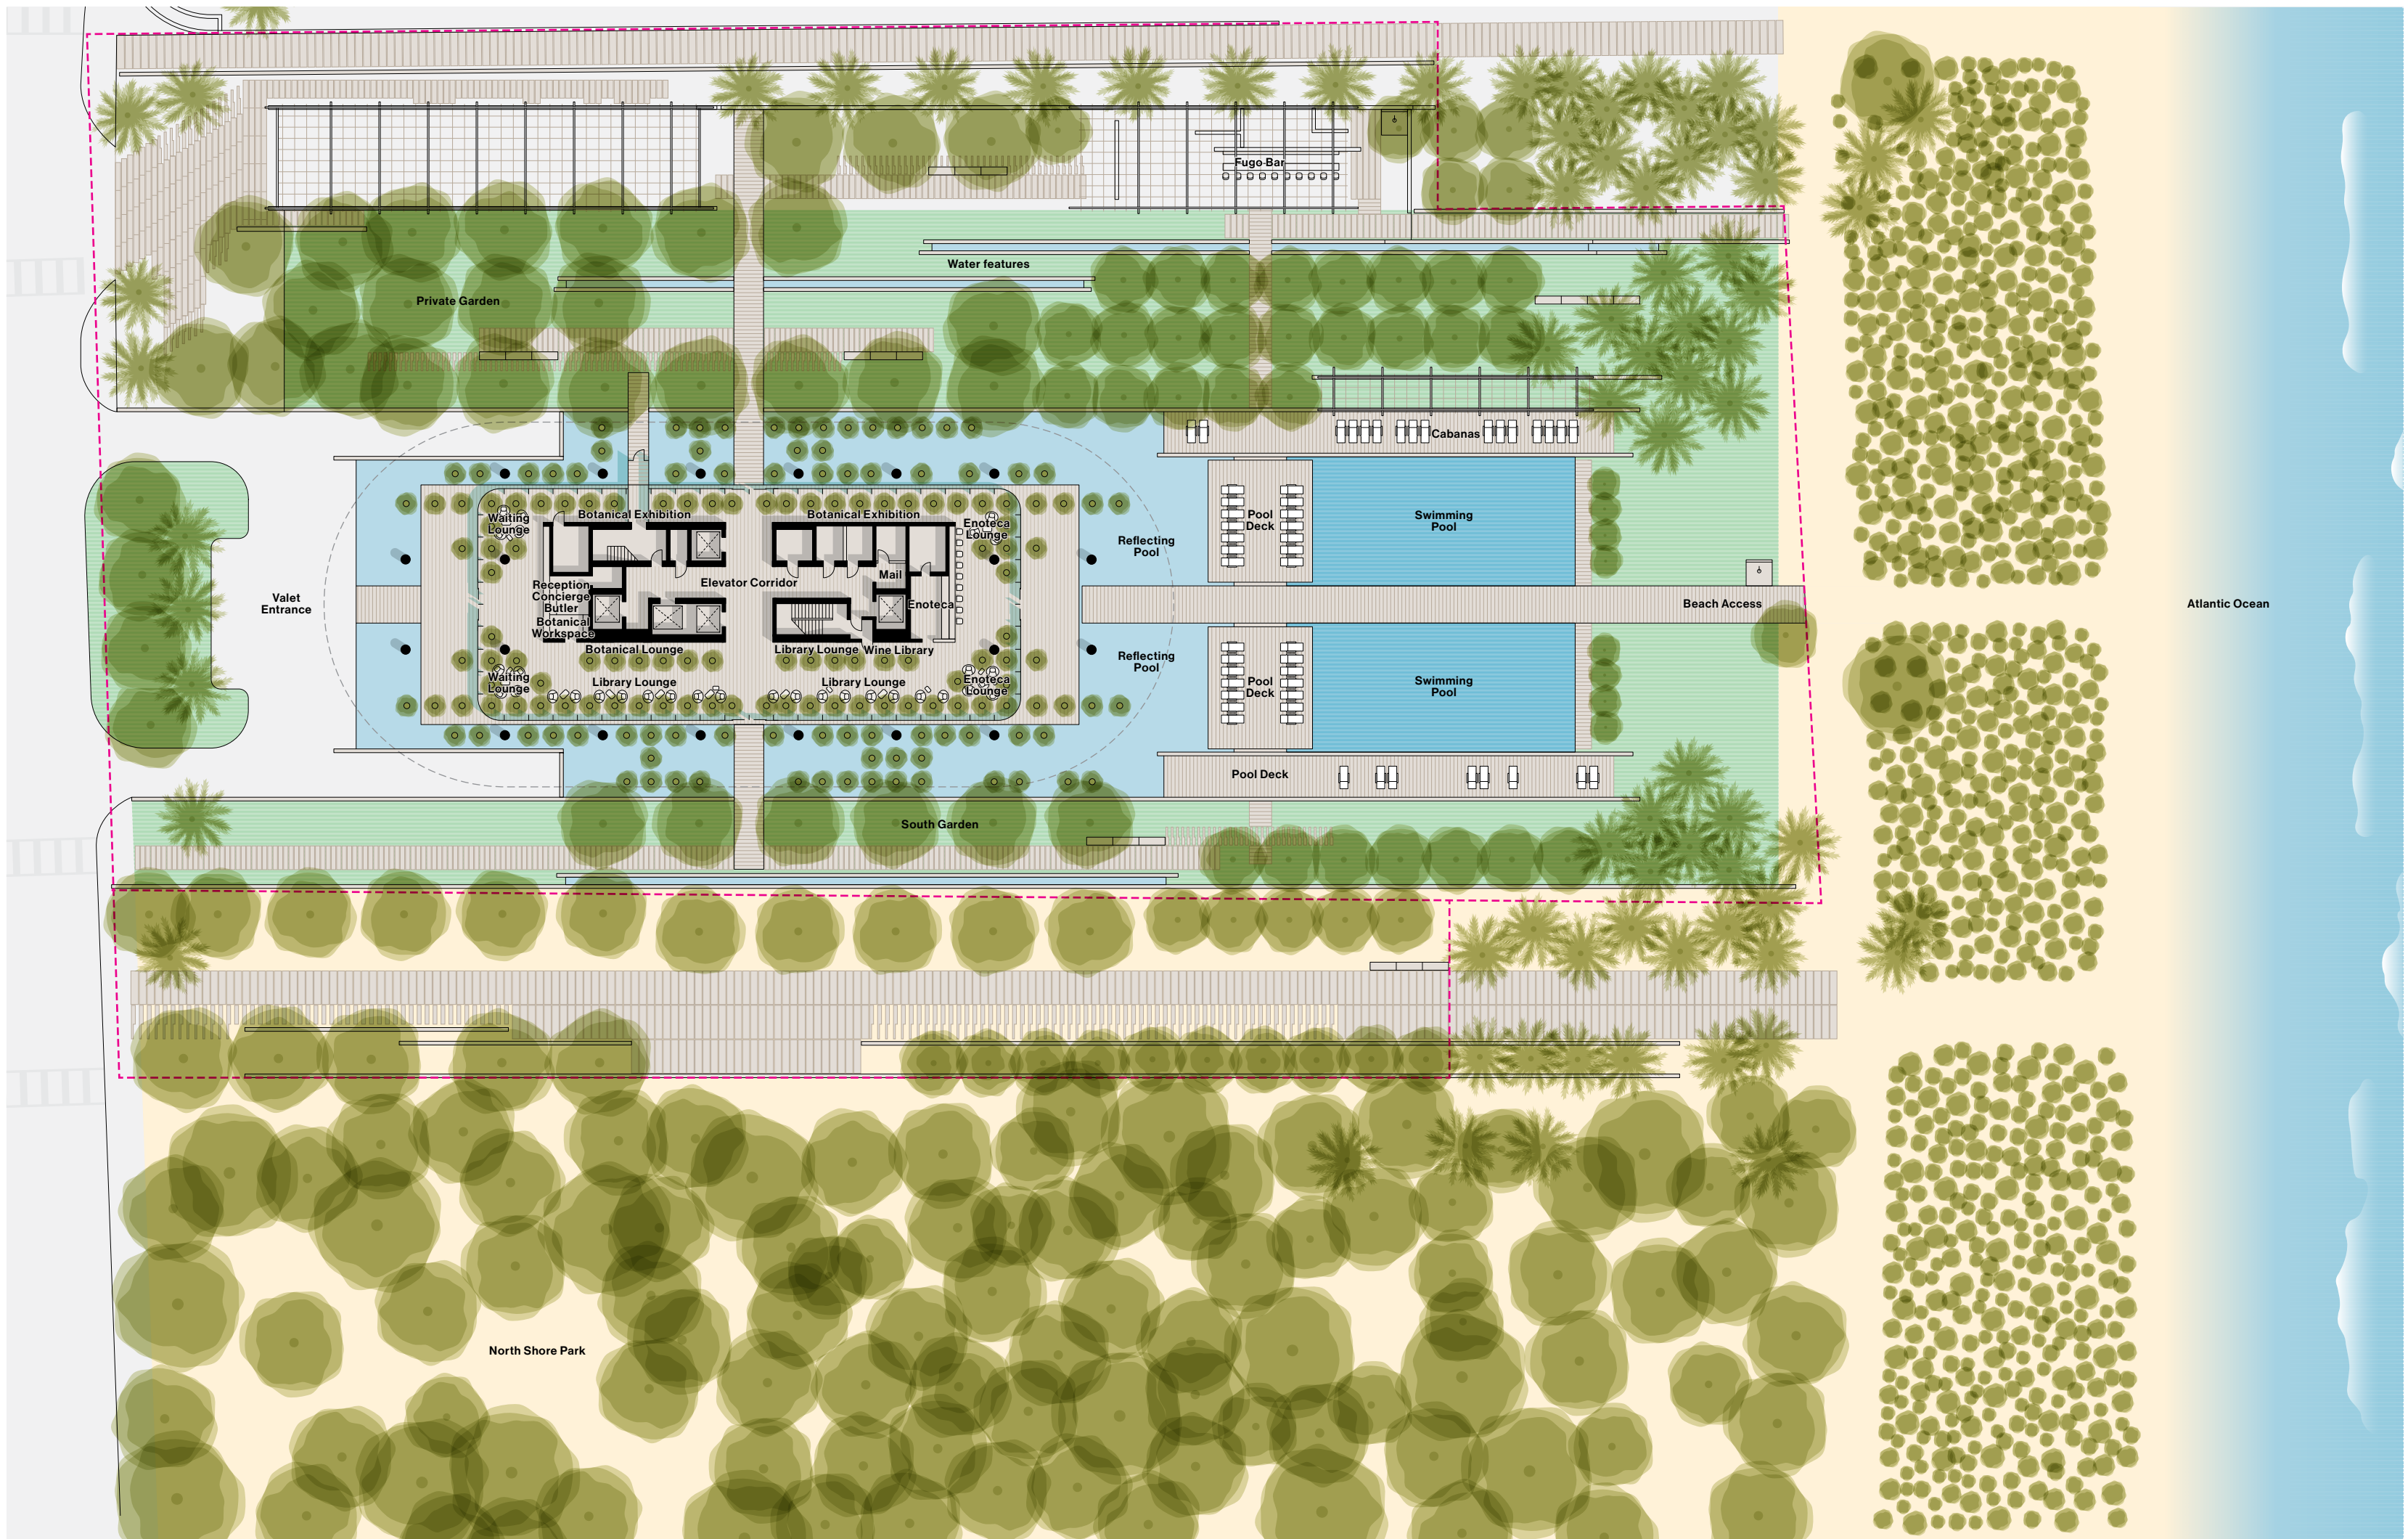 Fugo Bar
Water features
Private Garden
Cabanas
Waiting
Lounge
Botanical Exhibition
Botanical Exhibition
Enoteca
Lounge
Pool
Deck
Swimming
Pool
Reflecting
Pool
Mail
Elevator Corridor
Reception
Concierge
Butler
Botanical
Workspace
Enoteca
Valet
Entrance
Beach Access
Atlantic Ocean
Botanical Lounge
Library Lounge
Wine Library
Reflecting
Pool
Waiting
Lounge
Library Lounge
Library Lounge
Enoteca
Lounge
Pool
Deck
Swimming
Pool
Pool Deck
South Garden
North Shore Park